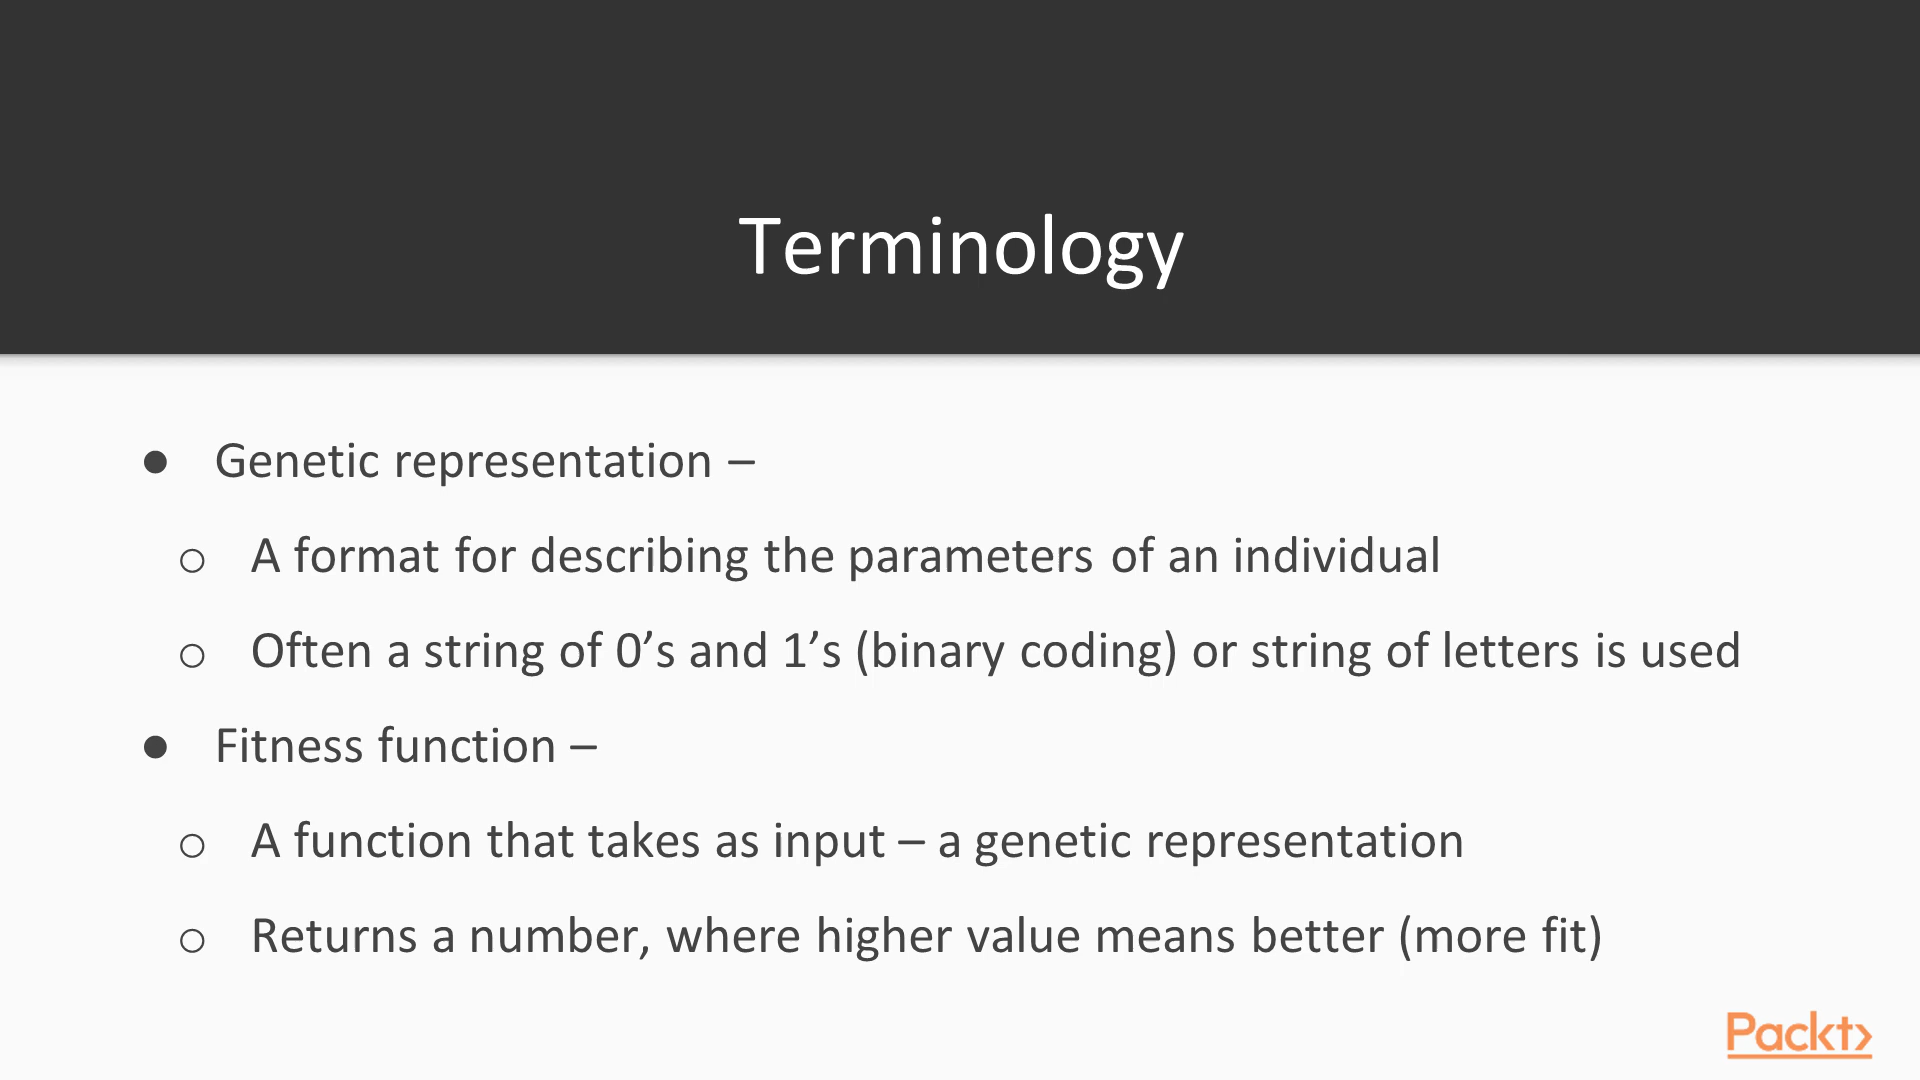 Terminology
● Genetic representation –
○ A format for describing the parameters of an individual
○ Often a string of 0’s and 1’s (binary coding) or string of letters is used
● Fitness function –
○ A function that takes as input – a genetic representation
○ Returns a number, where higher value means better (more fit)
Packt>